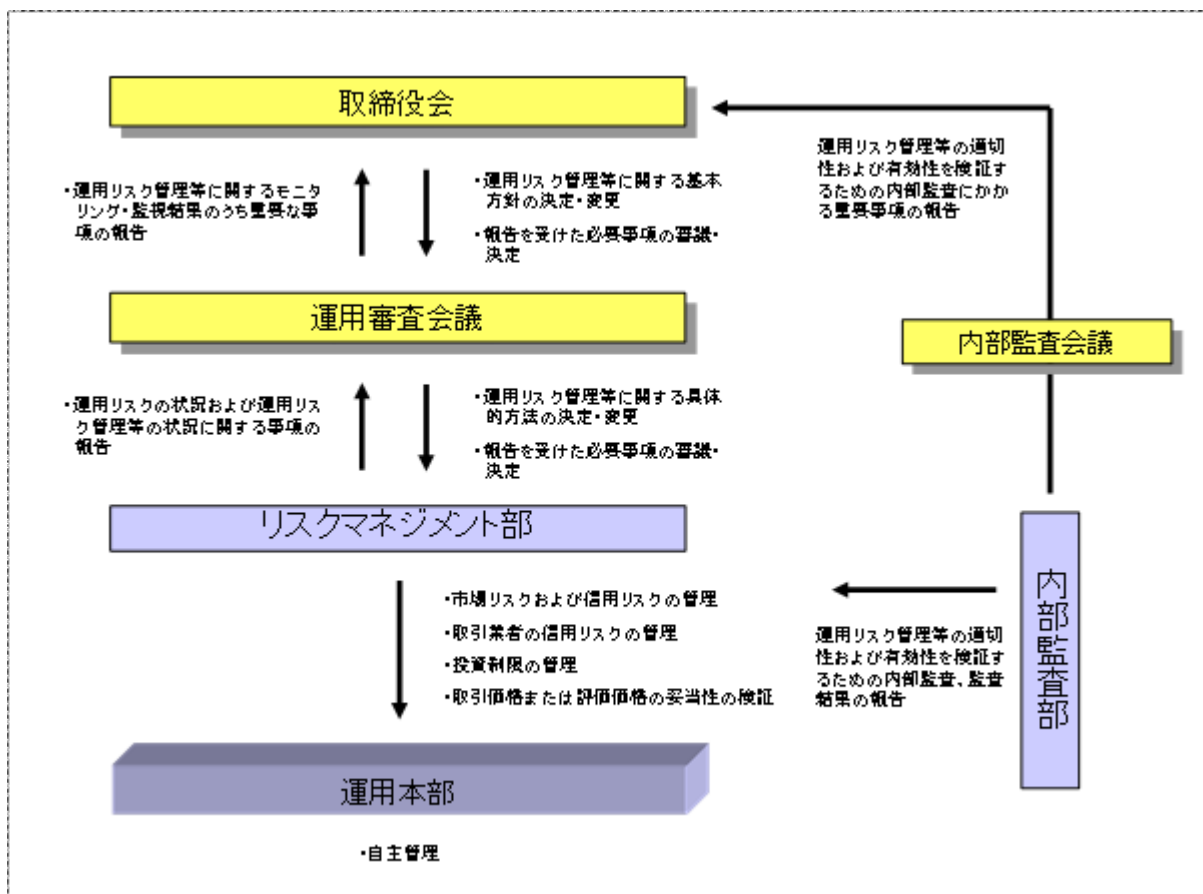 取締役会
・運用リスク管理等に関するモニ
タリング・監視結果のうち重要な事
項の報告
・運用リスク管理等に関する基本
方針の決定・変更
・報告を受けた必要事項の審議・
決定
運用リスク管理等の適切
性および有効性を検証す
るための内部監査にかか
る重要事項の報告
運用審査会議
内部監査会議
・運用リスクの状況および運用リス
ク管理等の状況に関する事項の
報告
・運用リスク管理等に関する具体
的方法の決定・変更
・報告を受けた必要事項の審議・
決定
リスクマネジメント部
・市場リスクおよび信用リスクの管理
・取引業者の信用リスクの管理
・投資制限の管理
・取引価格または評価価格の妥当性の検証
運用リスク管理等の適切
性および有効性を検証す
るための内部監査、監査
結果の報告
内部監査部
運用本部
・自主管理